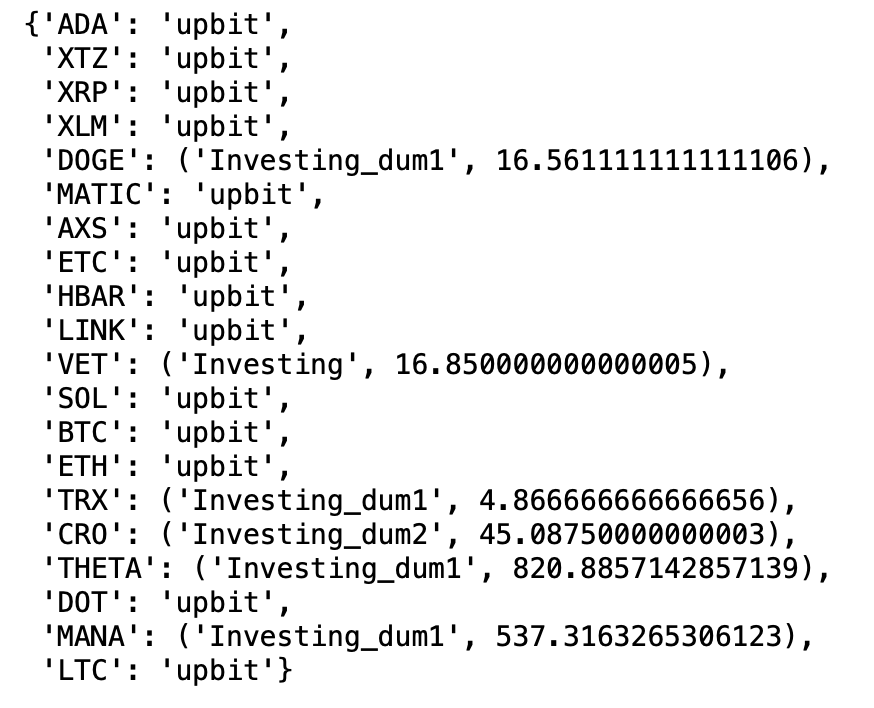 {'ADA': 'upbit',
'XTZ': 'upbit',
'XRP': 'upbit',
'XLM': 'upbit',
'DOGE': ('Investing_dum1', 16.561111111111106),
'MATIC': 'upbit',
'AXS': 'upbit',
'ETC': 'upbit',
'HBAR': 'upbit',
'LINK': 'upbit',
'VET': ('Investing', 16.850000000000005),
'SOL': 'upbit',
'BTC': 'upbit',
'ETH': 'upbit',
'TRX': ('Investing_dum1', 4.866666666666656),
'CRO': ('Investing_dum2', 45.08750000000003),
'THETA': ('Investing_dum1', 820.8857142857139),
'DOT': 'upbit',
'MANA': ('Investing_dum1', 537.3163265306123),
'LTC': 'upbit'}